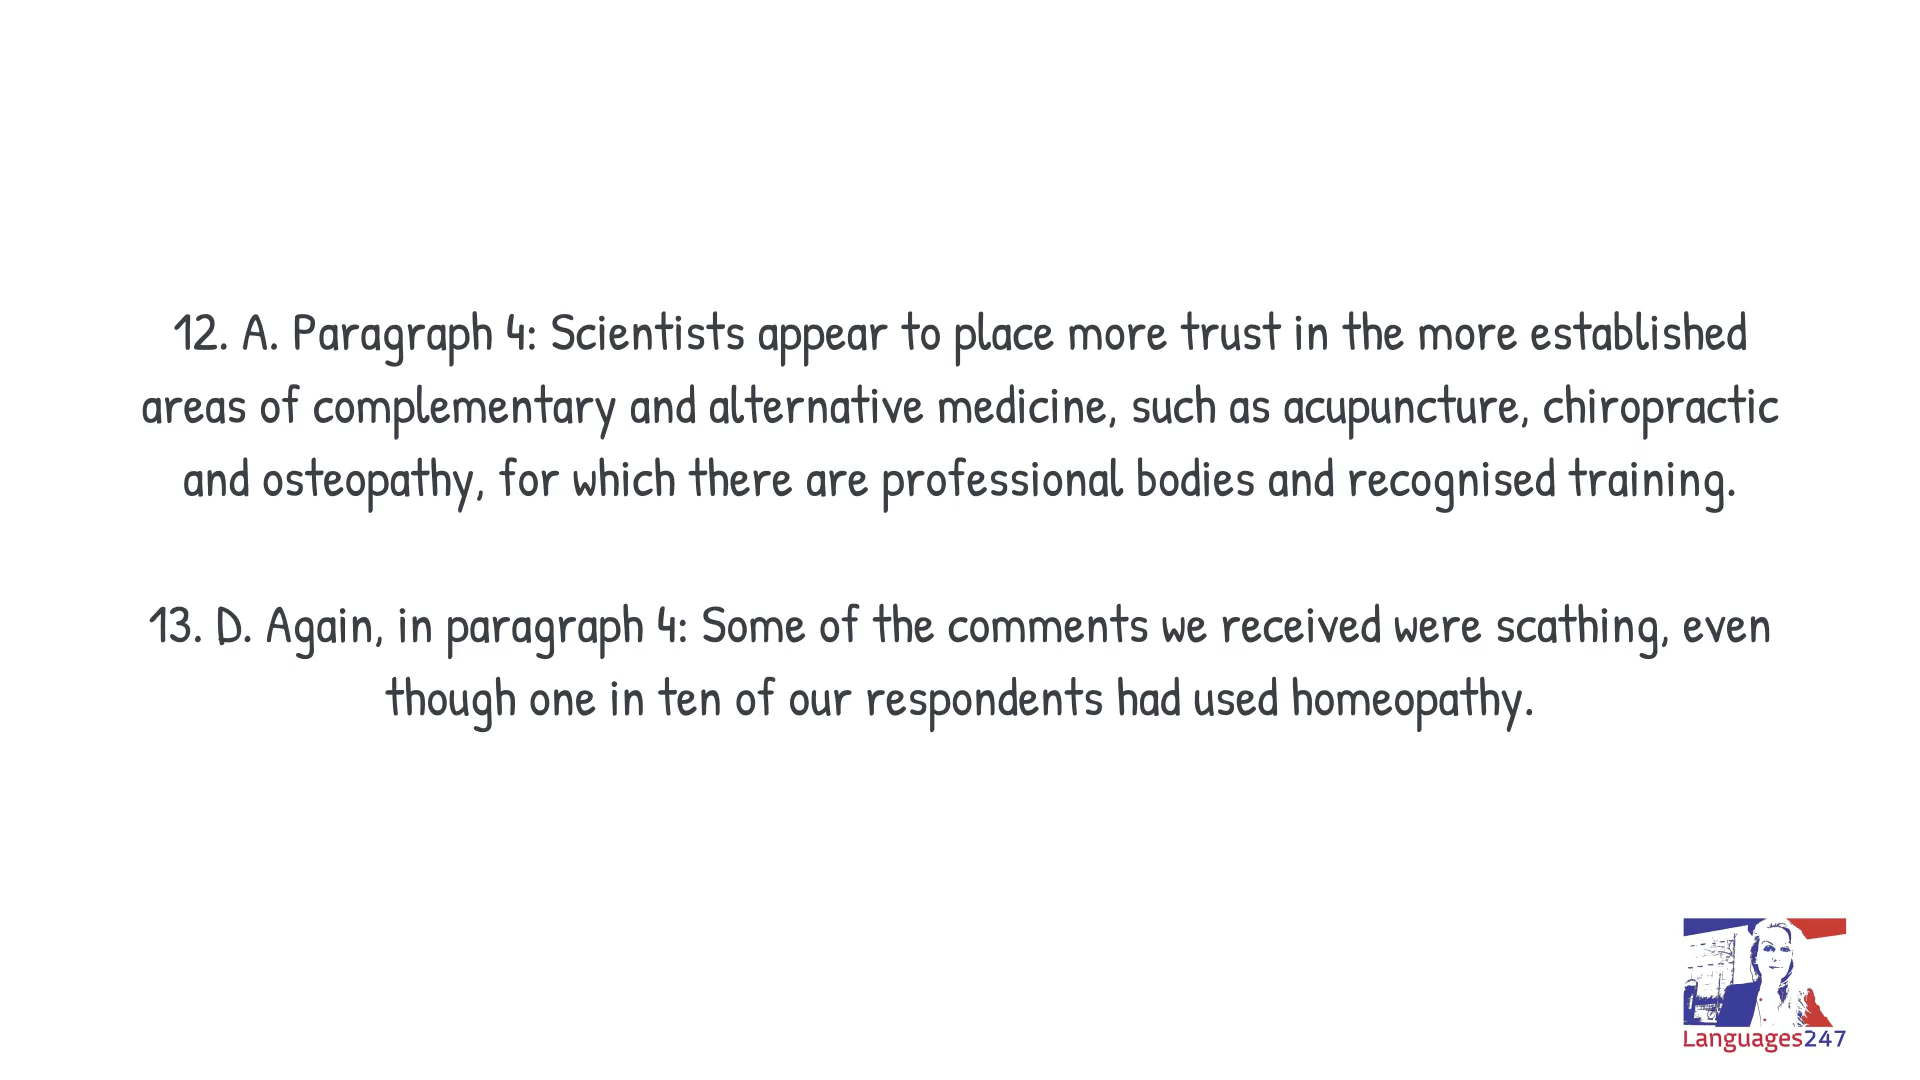 12. A. Paragraph 4: Scientists appear to place more trust in the more established
areas of complementary and alternative medicine, such as acupuncture, chiropractic
and osteopathy, for which there are professional bodies and recognised training.
13. D. Again, in paragraph 4: Some of the comments we received were scathing, even
though one in ten of our respondents had used homeopathy.
Languages247